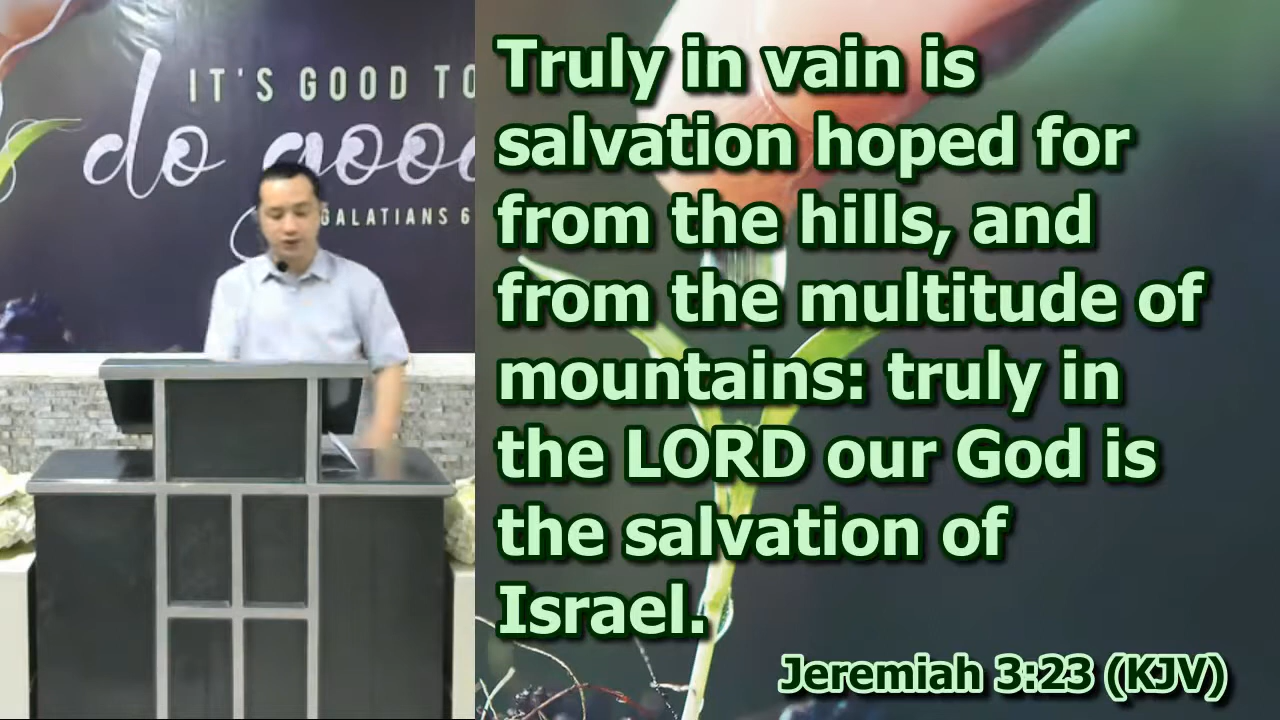 IT'S GOOD TO
do good
GALATIANS 6
Truly in vain is
salvation hoped for
from the hills, and
from the multitude of
mountains: truly in
the LORD our God is
the salvation of
Israel.
Jeremiah 3:23 (KJV)